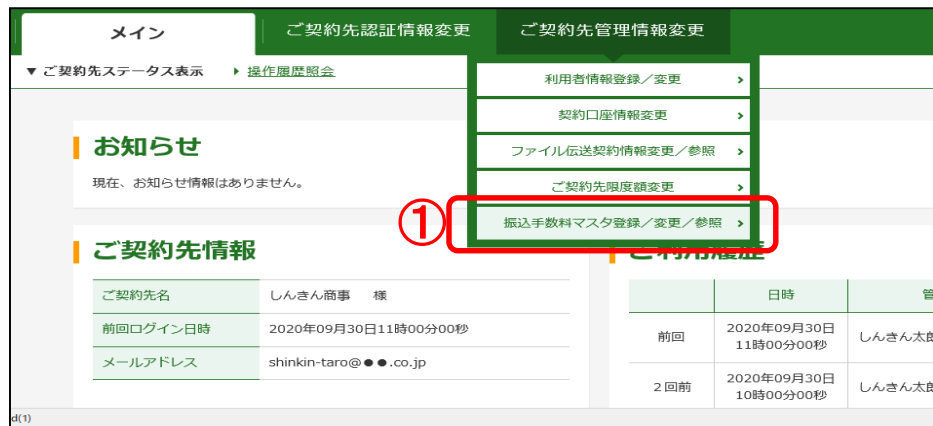 メイン
ご契約先認証情報変更
ご契約先管理情報変更
▼ ご契約先ステータス表示
操作履歴照会
利用者情報登録／変更
契約口座情報変更
ファイル伝送契約情報変更／参照
ご契約先限度額変更
振込手数料マスタ登録／変更／参照
①
お知らせ
現在、お知らせ情報はありません。
ご契約先情報
ご契約先名 しんきん商事 様
前回ログイン日時 2020年09月30日11時00分00秒
メールアドレス shinkin-taro@●●.co.jp
ご利用履歴
日時
前回 2020年09月30日
11時00分00秒 しんきん太郎
2回前 2020年09月30日
10時00分00秒 しんきん太郎
d(1)